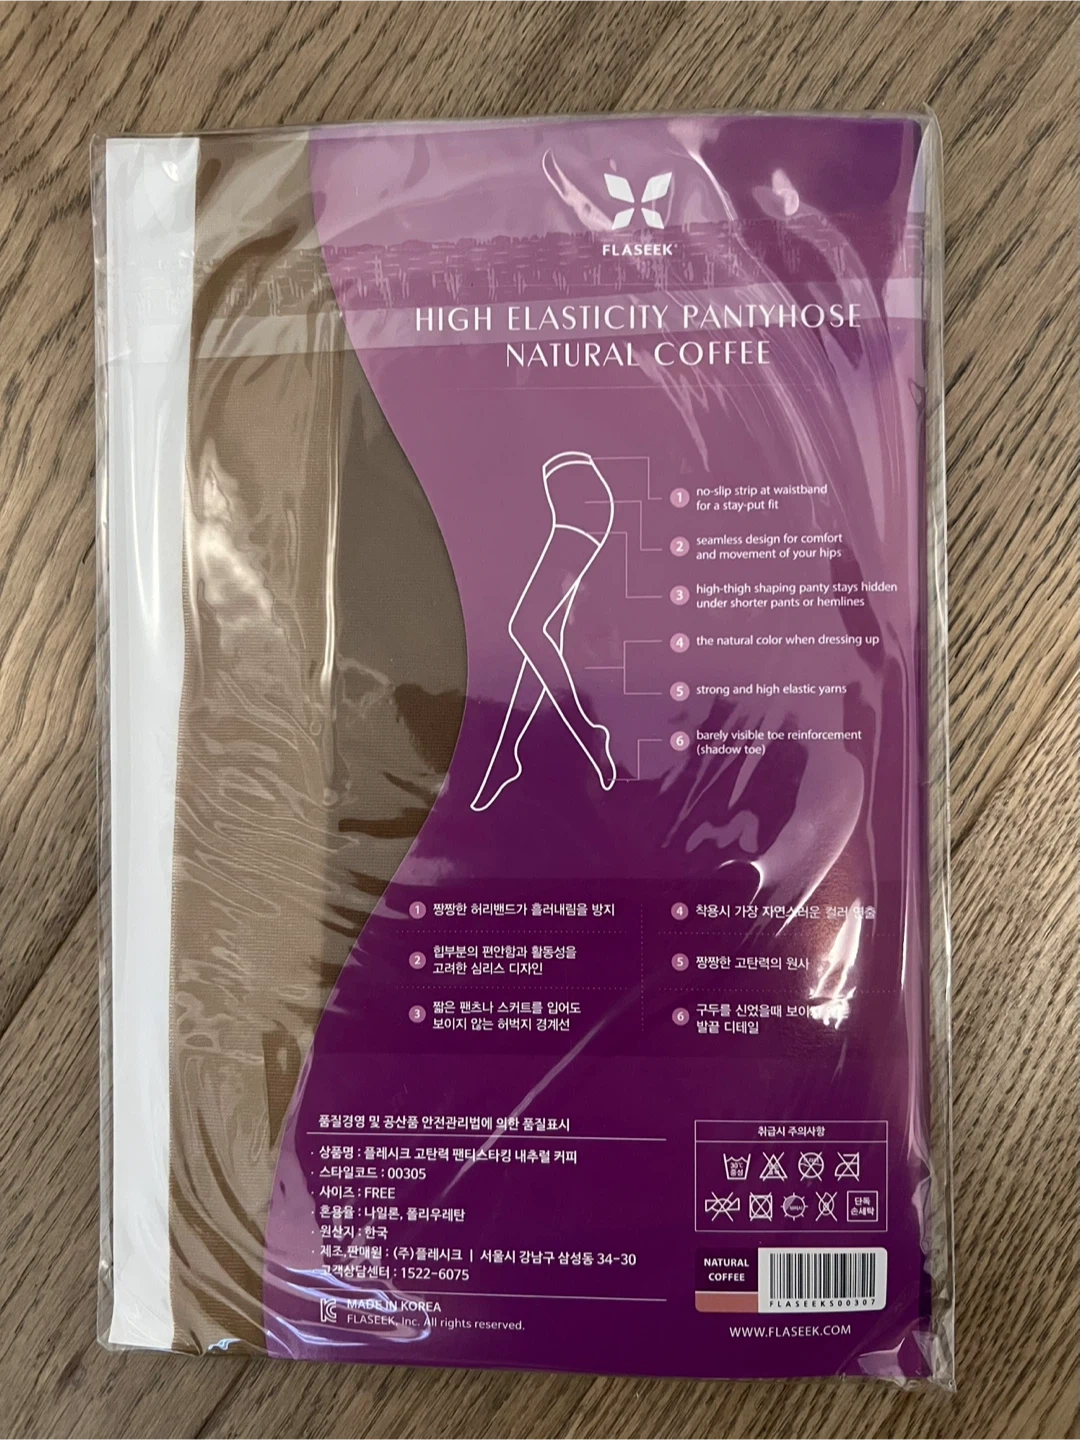 FLASEEK
HIGH ELASTICITY PANTYHOSE
NATURAL COFFEE
1 no-slip strip at waistband
for a stay-put fit
2 seamless design for comfort
and movement of your hips
3 high-thigh shaping panty stays hidden
under shorter pants or hemlines
4 the natural color when dressing up
5 strong and high elastic yarns
6 barely visible toe reinforcement
(shadow toe)
1 짱짱한 허리밴드가 흘러내림을 방지
2 힙부분의 편안함과 활동성을
고려한 심리스 디자인
3 짧은 팬츠나 스커트를 입어도
보이지 않는 허벅지 경계선
4 착용시 가장 자연스러운 컬러 연출
5 짱짱한 고탄력의 원사
6 구두를 신었을때
발끝 디테일
품질경영 및 공산품 안전관리법에 의한 품질표시
· 상품명 : 플레시크 고탄력 팬티스타킹 내추럴 커피
· 스타일코드 : 00305
· 사이즈 : FREE
· 혼용율 : 나일론, 폴리우레탄
· 원산지 : 한국
· 제조,판매원 : (주)플레시크 | 서울시 강남구 삼성동 34-30
고객상담센터 : 1522-6075
MADE IN KOREA
FLASEEK, Inc. All rights reserved.
취급시 주의사항
30℃
중성
단독
손세탁
NATURAL
COFFEE
FLASEEKS00307
WWW.FLASEEK.COM